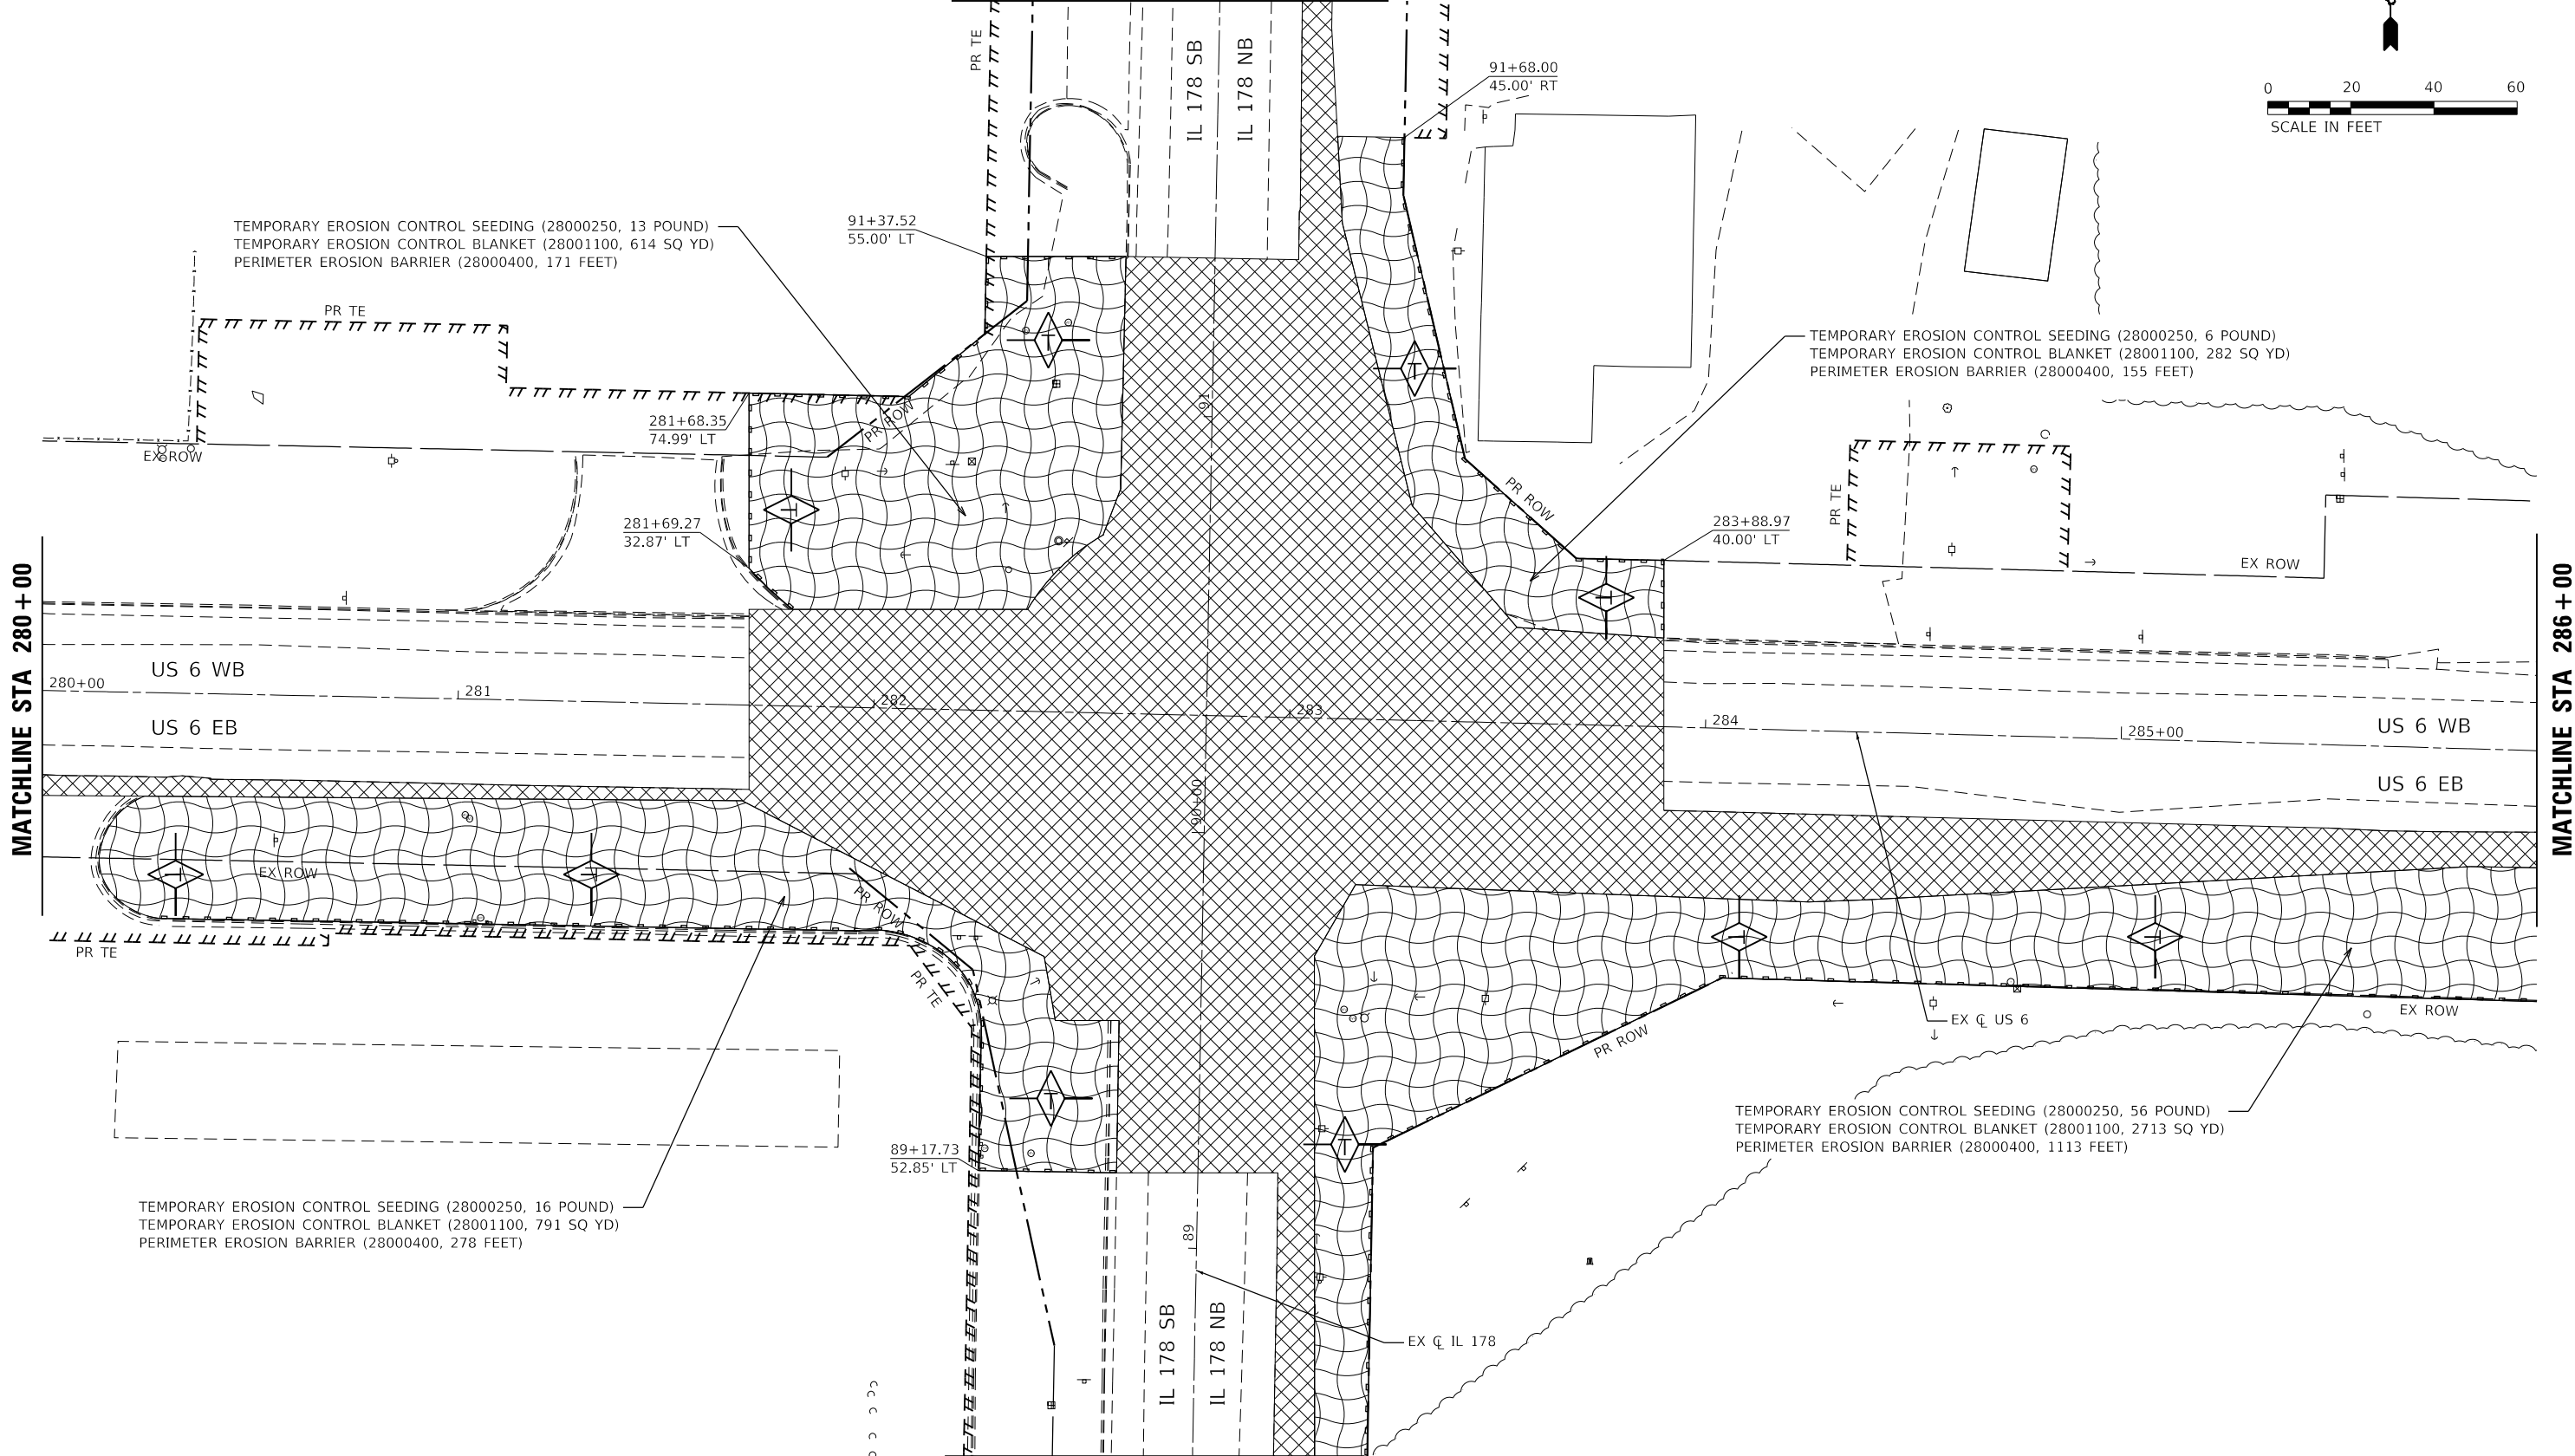 PR TE
IL 178 SB
IL 178 NB
91+68.00
45.00' RT
0 20 40 60
SCALE IN FEET
TEMPORARY EROSION CONTROL SEEDING (28000250, 13 POUND)
TEMPORARY EROSION CONTROL BLANKET (28001100, 614 SQ YD)
PERIMETER EROSION BARRIER (28000400, 171 FEET)
91+37.52
55.00' LT
PR TE
TEMPORARY EROSION CONTROL SEEDING (28000250, 6 POUND)
TEMPORARY EROSION CONTROL BLANKET (28001100, 282 SQ YD)
PERIMETER EROSION BARRIER (28000400, 155 FEET)
T
T
91
281+68.35
74.99' LT
PR ROW
EX ROW
PR ROW
PR TE
T
281+69.27
32.87' LT
283+88.97
40.00' LT
EX ROW
T
MATCHLINE STA 280+00
MATCHLINE STA 286+00
US 6 WB
280+00
281
282
283
284
285+00
US 6 WB
US 6 EB
US 6 EB
90+00
T
EX ROW
T
PR ROW
T
T
PR TE
PR TE
PR ROW
EX ℄ US 6
EX ROW
T
T
TEMPORARY EROSION CONTROL SEEDING (28000250, 56 POUND)
TEMPORARY EROSION CONTROL BLANKET (28001100, 2713 SQ YD)
PERIMETER EROSION BARRIER (28000400, 1113 FEET)
89+17.73
52.85' LT
TEMPORARY EROSION CONTROL SEEDING (28000250, 16 POUND)
TEMPORARY EROSION CONTROL BLANKET (28001100, 791 SQ YD)
PERIMETER EROSION BARRIER (28000400, 278 FEET)
89
IL 178 SB
IL 178 NB
EX ℄ IL 178